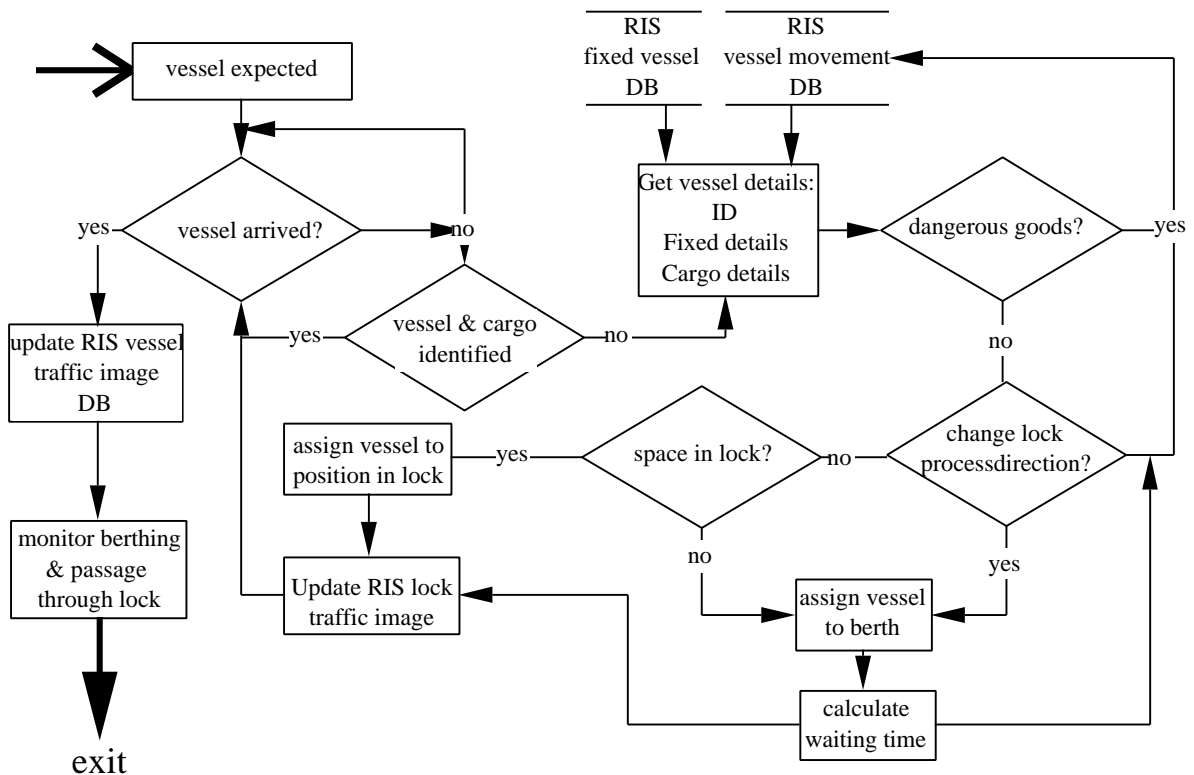 vessel expected
RIS
fixed vessel
DB
RIS
vessel movement
DB
yes
vessel arrived?
no
Get vessel details:
ID
Fixed details
Cargo details
dangerous goods?
yes
update RIS vessel
traffic image
DB
yes
vessel & cargo
identified
no
no
assign vessel to
position in lock
yes
space in lock?
no
change lock
processdirection?
monitor berthing
& passage
through lock
Update RIS lock
traffic image
no
yes
assign vessel
to berth
calculate
waiting time
exit